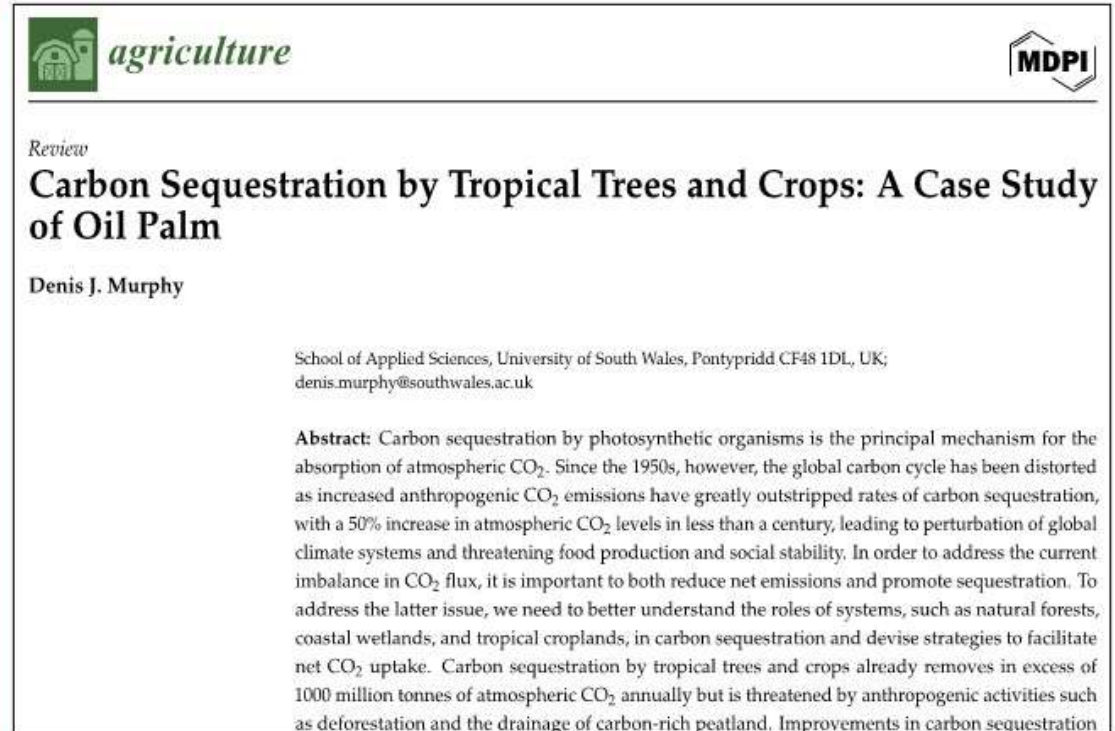 agriculture
MDPI
Review
Carbon Sequestration by Tropical Trees and Crops: A Case Study
of Oil Palm
Denis J. Murphy
School of Applied Sciences, University of South Wales, Pontypridd CF48 1DL, UK;
denis.murphy@southwales.ac.uk
Abstract: Carbon sequestration by photosynthetic organisms is the principal mechanism for the
absorption of atmospheric CO₂. Since the 1950s, however, the global carbon cycle has been distorted
as increased anthropogenic CO₂ emissions have greatly outstripped rates of carbon sequestration,
with a 50% increase in atmospheric CO₂ levels in less than a century, leading to perturbation of global
climate systems and threatening food production and social stability. In order to address the current
imbalance in CO₂ flux, it is important to both reduce net emissions and promote sequestration. To
address the latter issue, we need to better understand the roles of systems, such as natural forests,
coastal wetlands, and tropical croplands, in carbon sequestration and devise strategies to facilitate
net CO₂ uptake. Carbon sequestration by tropical trees and crops already removes in excess of
1000 million tonnes of atmospheric CO₂ annually but is threatened by anthropogenic activities such
as deforestation and the drainage of carbon-rich peatland. Improvements in carbon sequestration